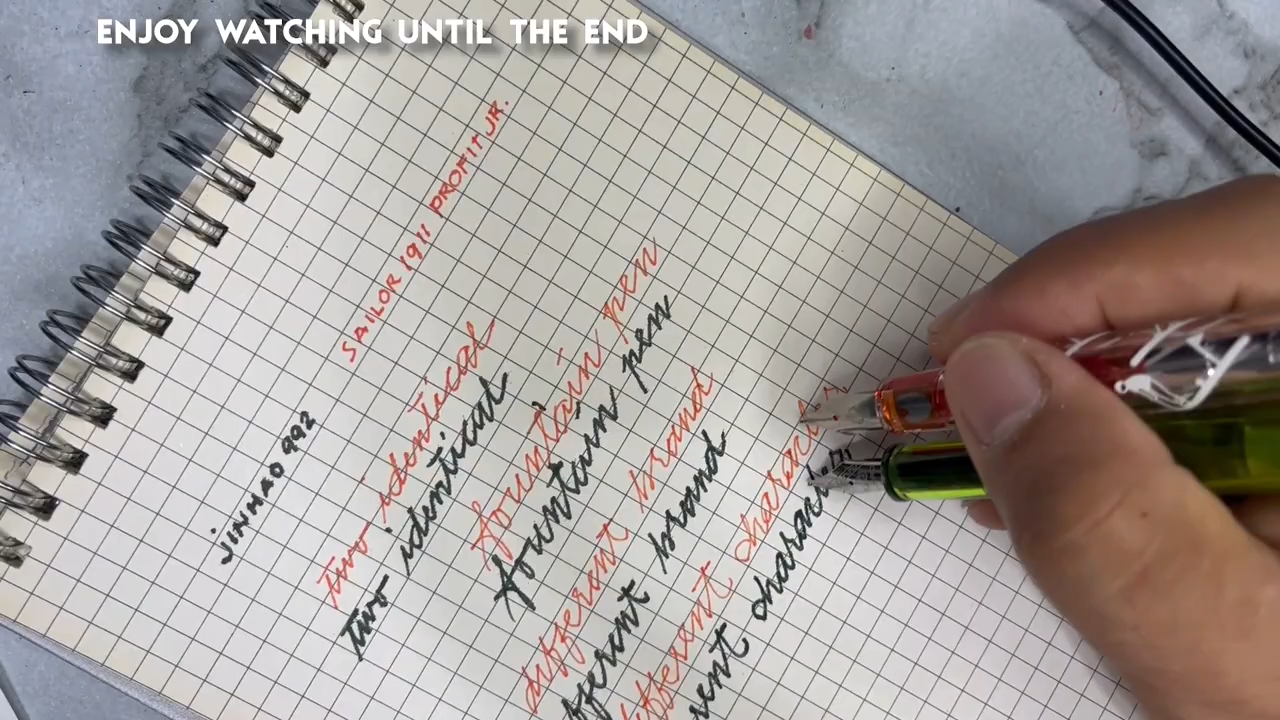 ENJOY WATCHING UNTIL THE END
SAILOR 1911 PROFIT JR.
JINHAO 992
two identical
two identical
fountain pen
fountain pen
different brand
different brand
different